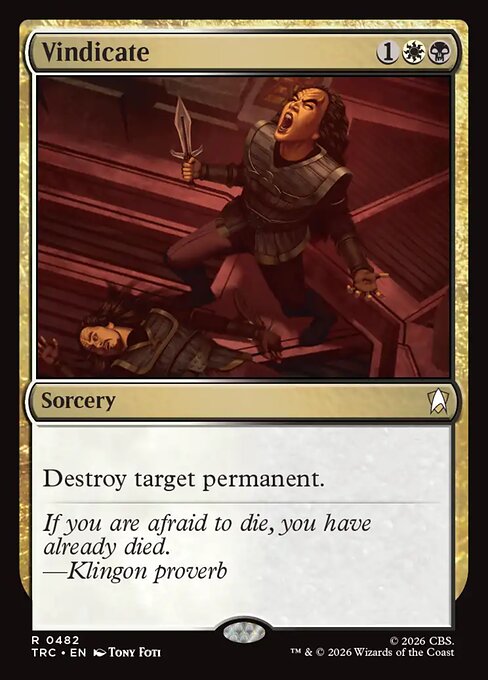 Vindicate 1
Sorcery
Destroy target permanent.
If you are afraid to die, you have
already died.
—Klingon proverb
R 0482 © 2026 CBS.
TRC • EN Tony Foti ™ & © 2026 Wizards of the Coast